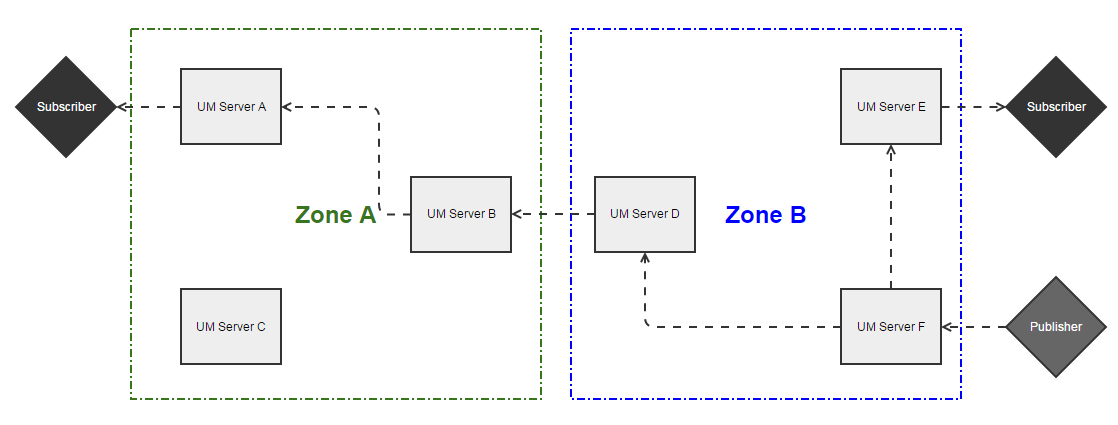 Subscriber
UM Server A
UM Server E
Subscriber
Zone A
UM Server B
UM Server D
Zone B
UM Server C
UM Server F
Publisher